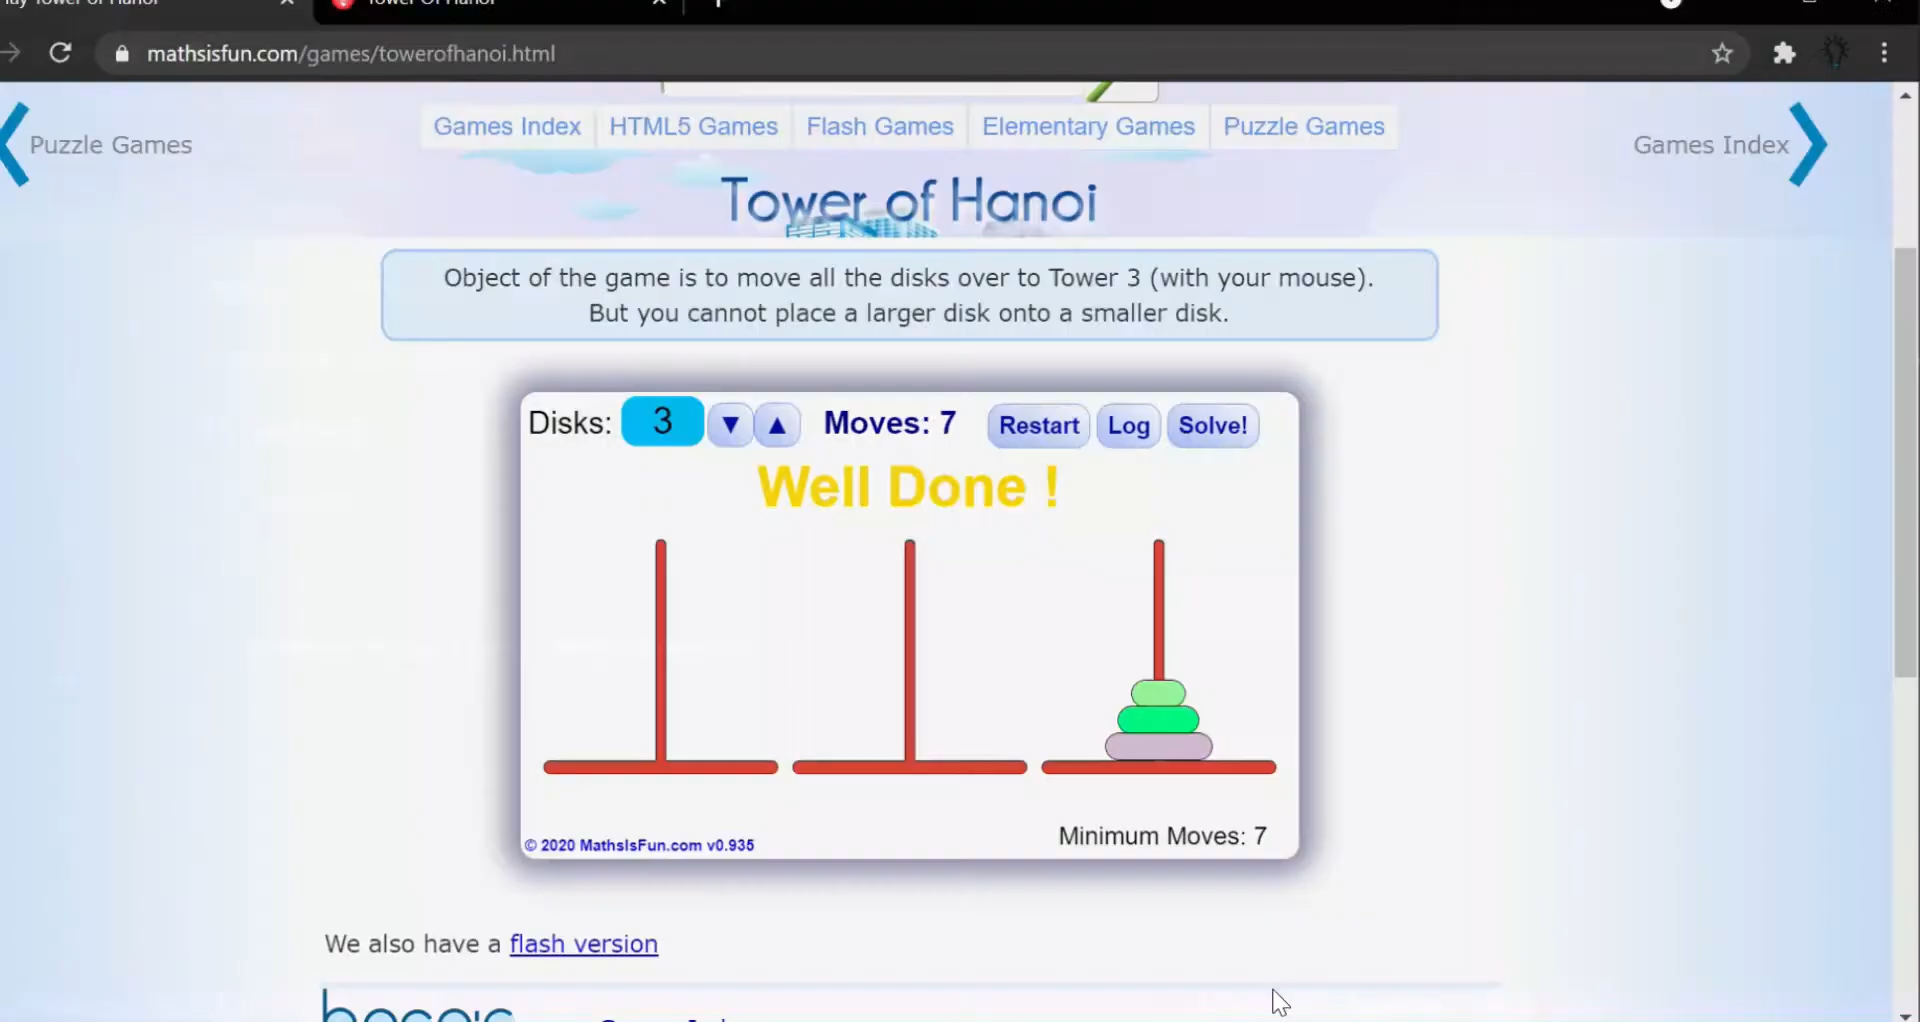 Tower Of Hanoi
mathsisfun.com/games/towerofhanoi.html
Games Index HTML5 Games Flash Games Elementary Games Puzzle Games
Puzzle Games
Games Index
Tower of Hanoi
Object of the game is to move all the disks over to Tower 3 (with your mouse).
But you cannot place a larger disk onto a smaller disk.
Disks: 3 ▼ ▲ Moves: 7 Restart Log Solve!
Well Done !
Minimum Moves: 7
© 2020 MathsIsFun.com v0.935
We also have a flash version